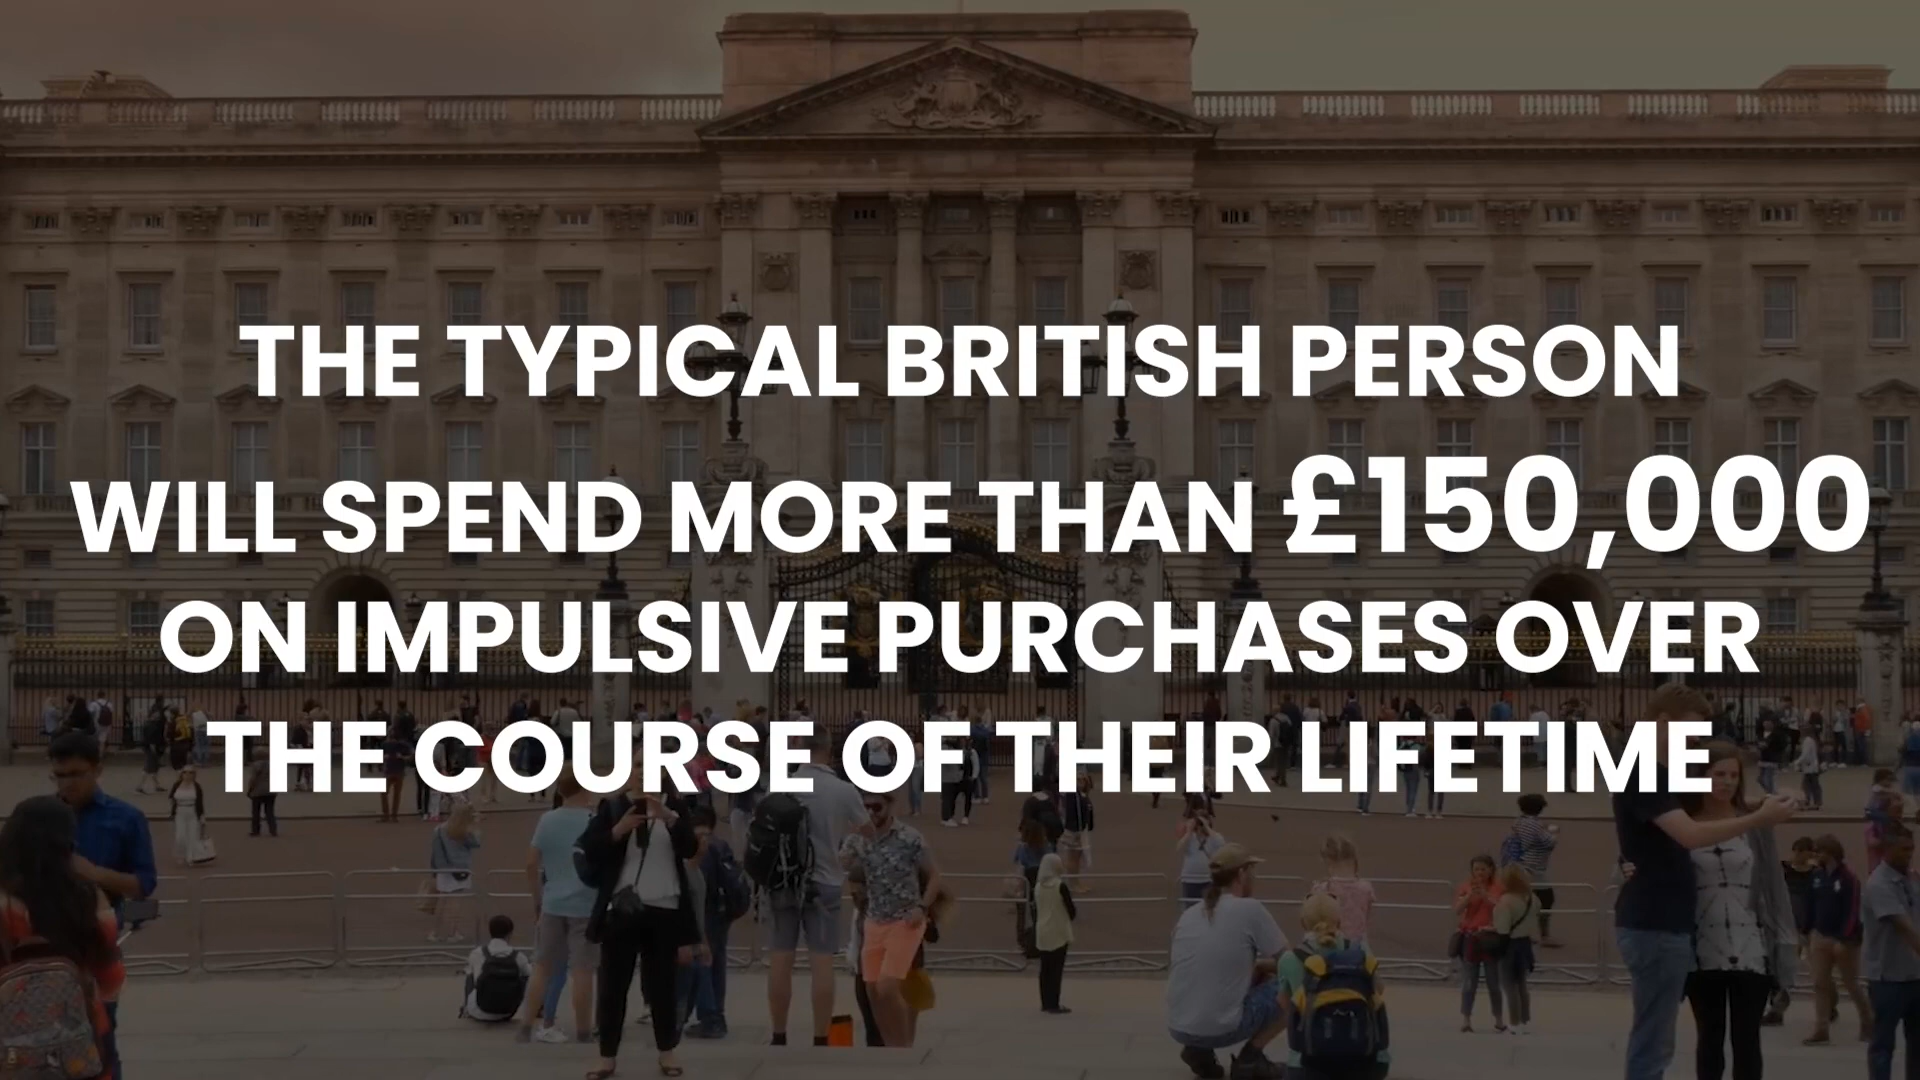 THE TYPICAL BRITISH PERSON
WILL SPEND MORE THAN £150,000
ON IMPULSIVE PURCHASES OVER
THE COURSE OF THEIR LIFETIME